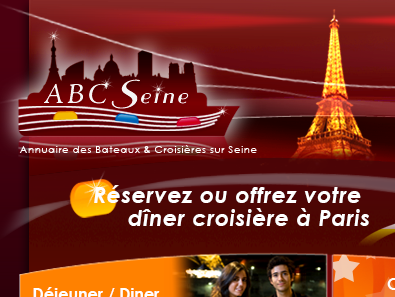 ABC Seine
Annuaire des Bateaux & Croisières sur Seine
Réservez ou offrez votre
dîner croisière à Paris
Déjeuner / Diner